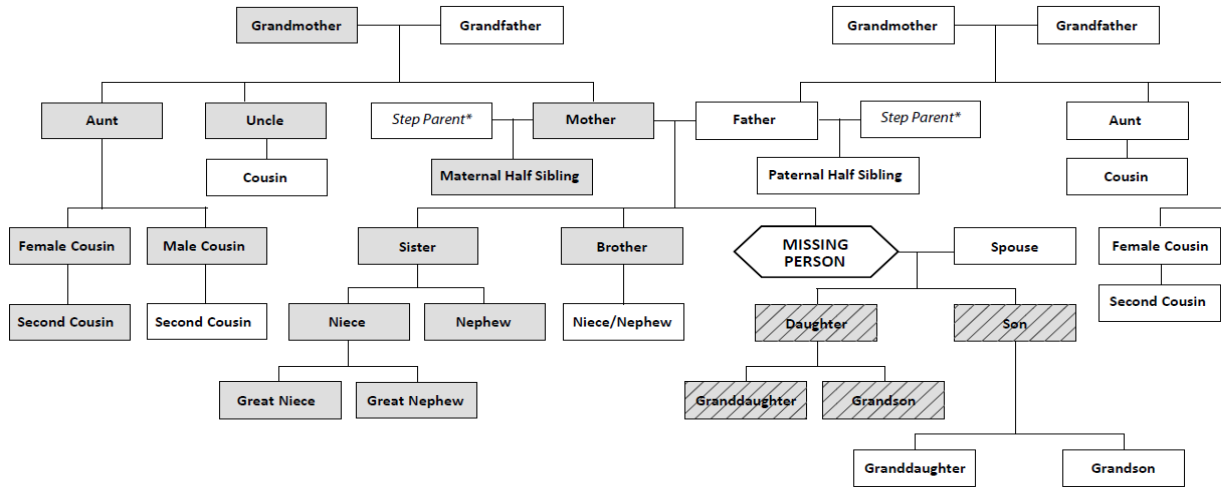 Grandmother
Grandfather
Grandmother
Grandfather
Aunt
Uncle
Step Parent*
Mother
Father
Step Parent*
Aunt
Cousin
Maternal Half Sibling
Paternal Half Sibling
Cousin
Female Cousin
Male Cousin
Sister
Brother
MISSING
PERSON
Spouse
Female Cousin
Second Cousin
Second Cousin
Niece
Nephew
Niece/Nephew
Daughter
Son
Second Cousin
Great Niece
Great Nephew
Granddaughter
Grandson
Granddaughter
Grandson